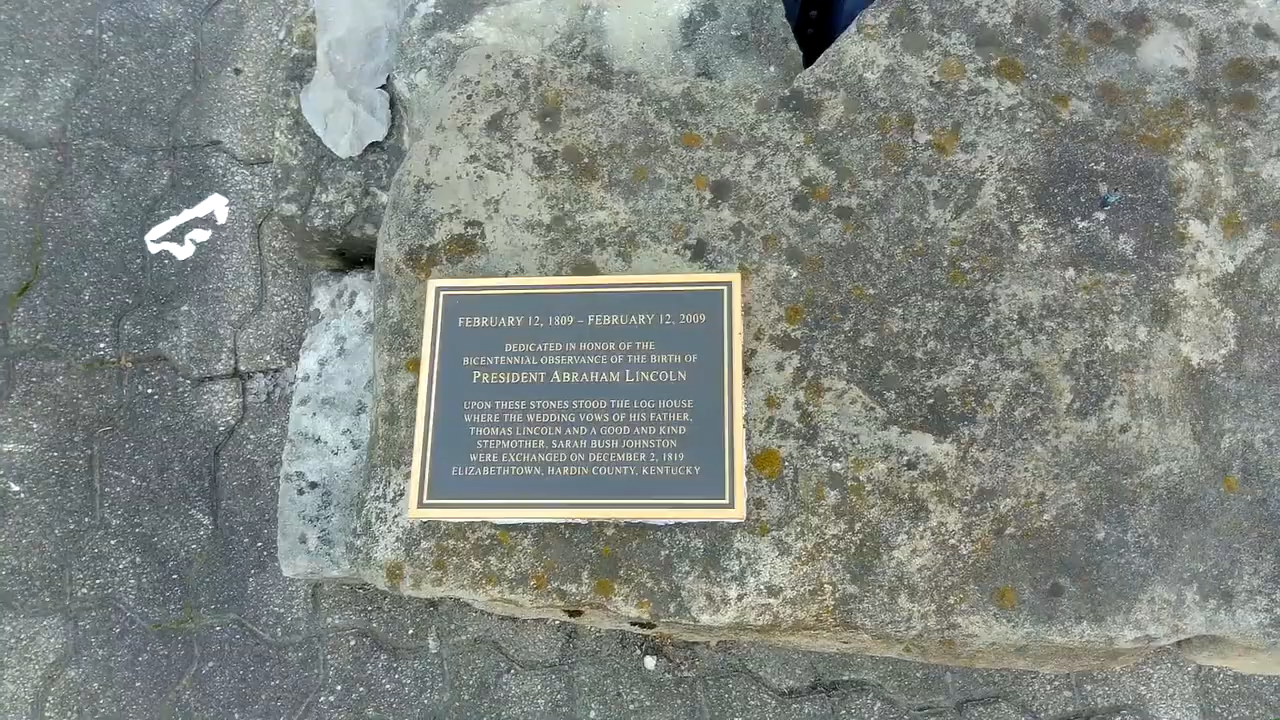 FEBRUARY 12, 1809 – FEBRUARY 12, 2009
DEDICATED IN HONOR OF THE
BICENTENNIAL OBSERVANCE OF THE BIRTH OF
PRESIDENT ABRAHAM LINCOLN
UPON THESE STONES STOOD THE LOG HOUSE
WHERE THE WEDDING VOWS OF HIS FATHER,
THOMAS LINCOLN AND A GOOD AND KIND
STEPMOTHER, SARAH BUSH JOHNSTON
WERE EXCHANGED ON DECEMBER 2, 1819
ELIZABETHTOWN, HARDIN COUNTY, KENTUCKY